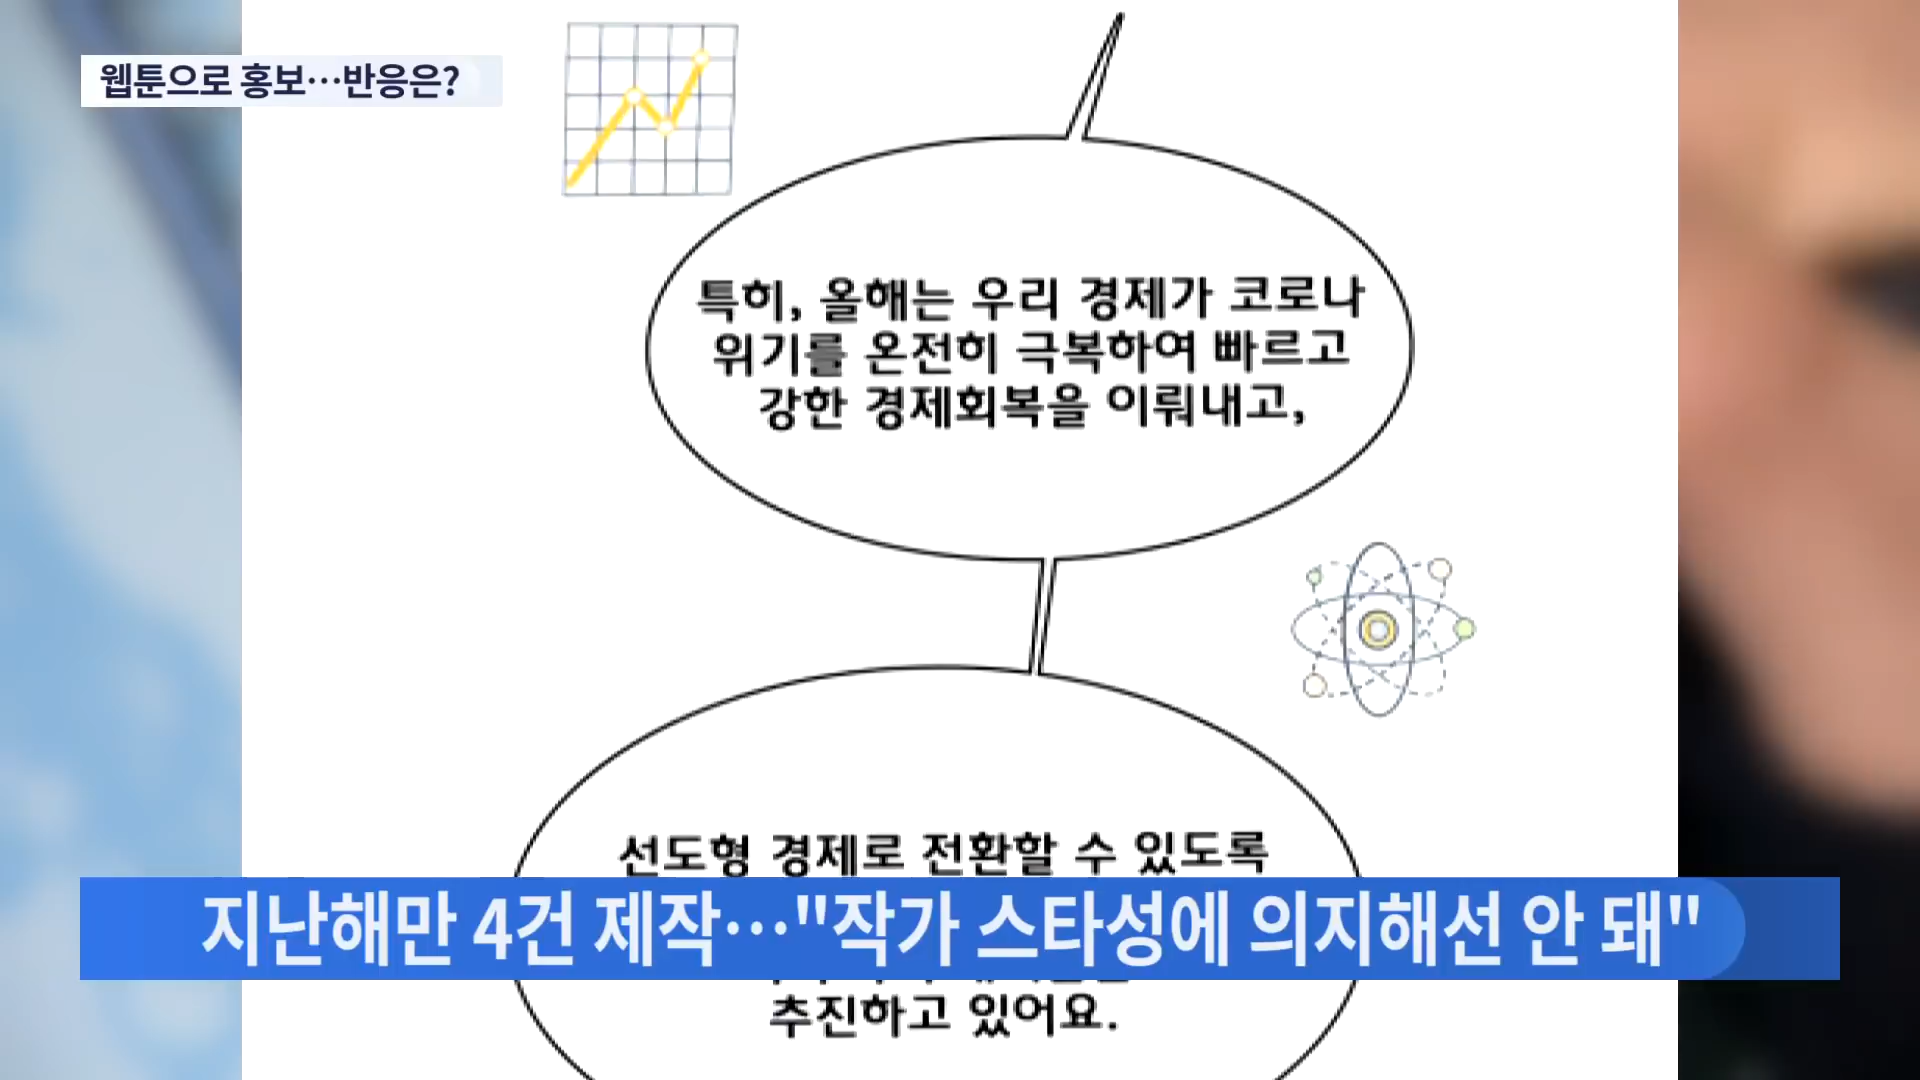 웹툰으로 홍보…반응은?
특히, 올해는 우리 경제가 코로나
위기를 온전히 극복하여 빠르고
강한 경제회복을 이뤄내고,
선도형 경제로 전환할 수 있도록
지난해만 4건 제작…"작가 스타성에 의지해선 안 돼"
추진하고 있어요.